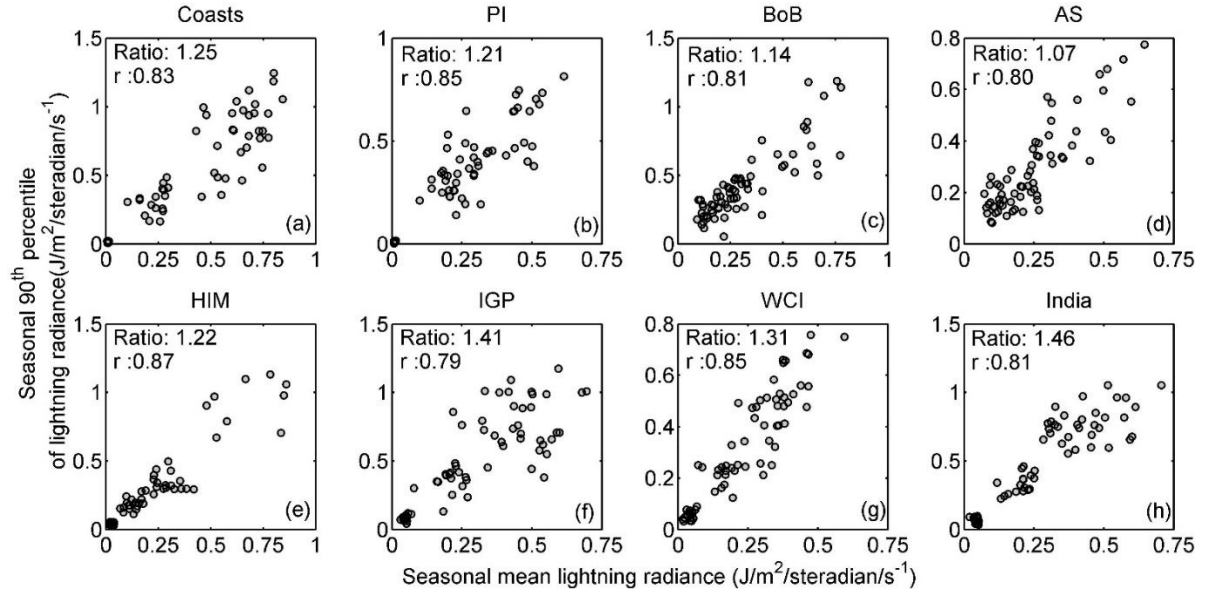 Coasts
PI
BoB
AS
Seasonal 90th percentile
of lightning radiance(J/m²/steradian/s⁻¹)
1.5
1
0.5
0
Ratio: 1.25
r :0.83
(a)
0 0.25 0.5 0.75 1
1
0.5
0
Ratio: 1.21
r :0.85
(b)
0 0.25 0.5 0.75
1.5
1
0.5
0
Ratio: 1.14
r :0.81
(c)
0 0.25 0.5 0.75 1
0.8
0.6
0.4
0.2
0
Ratio: 1.07
r :0.80
(d)
0 0.25 0.5 0.75
HIM
IGP
WCI
India
1.5
1
0.5
0
Ratio: 1.22
r :0.87
(e)
0 0.25 0.5 0.75 1
1.5
1
0.5
0
Ratio: 1.41
r :0.79
(f)
0 0.25 0.5 0.75
0.8
0.6
0.4
0.2
0
Ratio: 1.31
r :0.85
(g)
0 0.25 0.5 0.75
1.5
1
0.5
0
Ratio: 1.46
r :0.81
(h)
0 0.25 0.5 0.75
Seasonal mean lightning radiance (J/m²/steradian/s⁻¹)